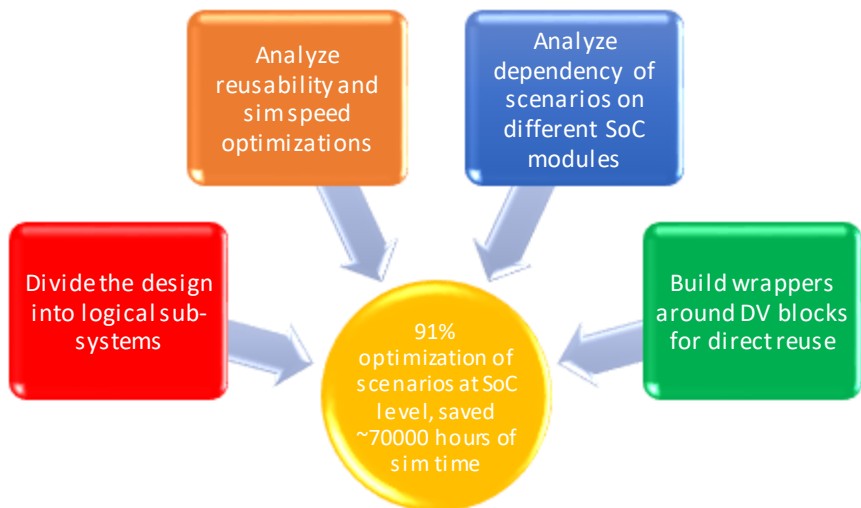 Analyze
reusability and
sim speed
optimizations
Analyze
dependency of
scenarios on
different SoC
modules
Divide the design
into logical sub-
systems
Build wrappers
around DV blocks
for direct reuse
91%
optimization of
scenarios at SoC
level, saved
~70000 hours of
sim time